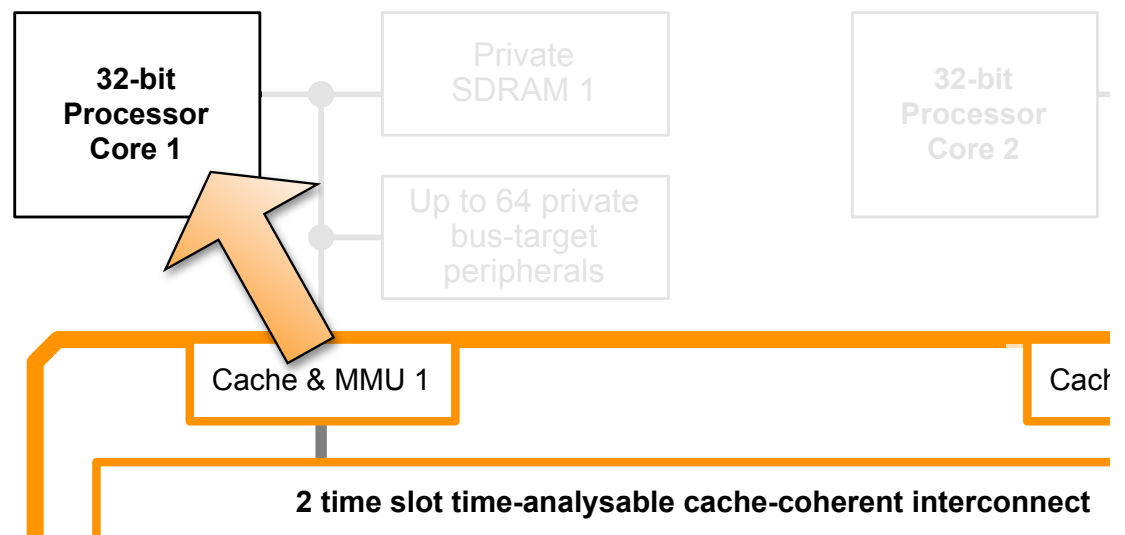 32-bit
Processor
Core 1
Private
SDRAM 1
32-bit
Processor
Core 2
Up to 64 private
bus-target
peripherals
Cache & MMU 1
Cach
2 time slot time-analysable cache-coherent interconnect